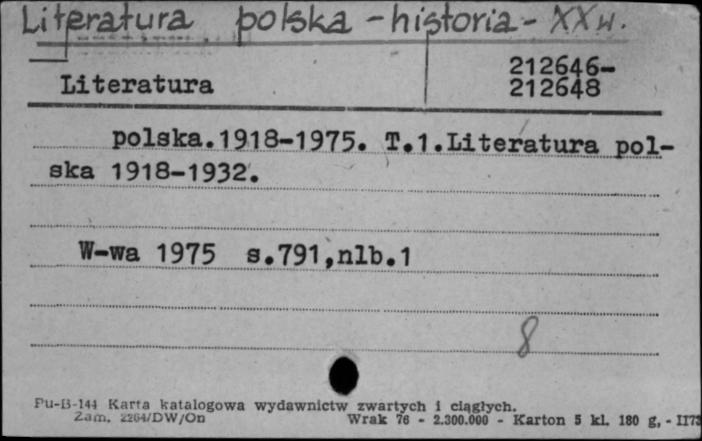 Literatura polska - historia - XX w.
212646-
Literatura 212648
polska.1918-1975. T.1.Literatura pol-
ska 1918-1932.
W-wa 1975 s.791,nlb.1
8
Pu-B-144 Karta katalogowa wydawnictw zwartych i ciągłych.
Zam. 2264/DW/On Wrak 76 - 2.300.000 - Karton 5 kl. 180 g, - II73